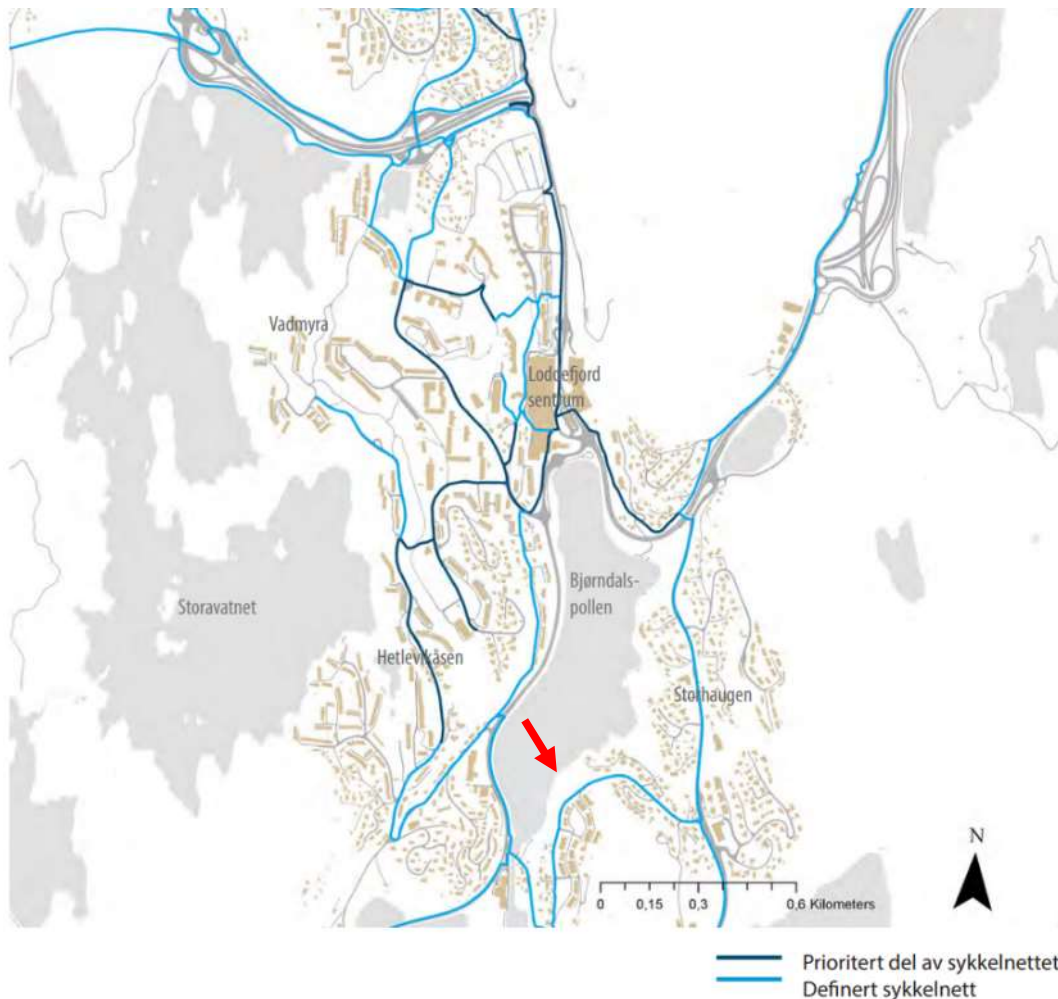 Vadmyra
Loddefjord
sentrum
Bjørndals-
pollen
Storavatnet
Hetlevikåsen
Storhaugen
N
0 0,15 0,3 0,6 Kilometers
Prioritert del av sykkelnettet
Definert sykkelnett